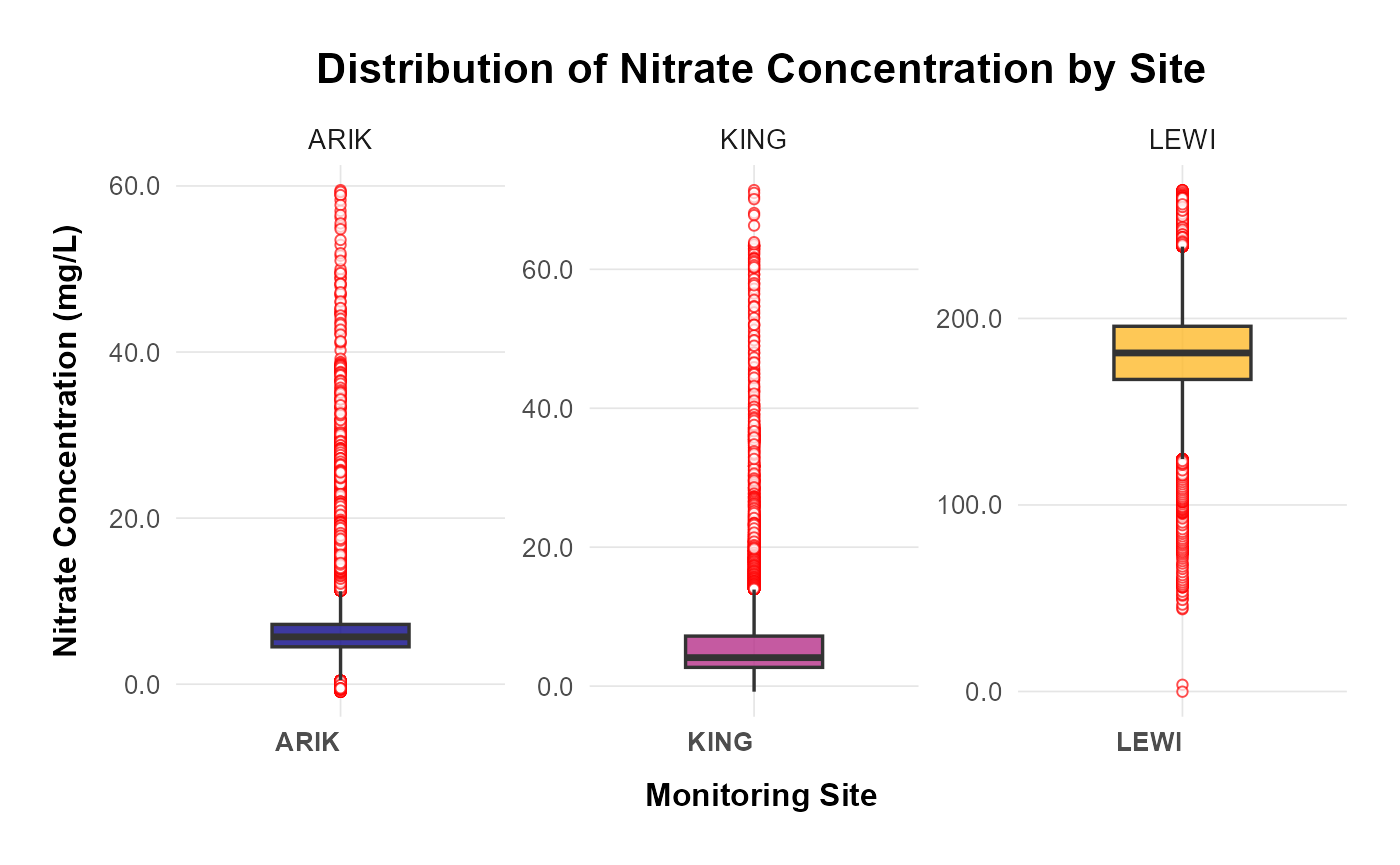 Distribution of Nitrate Concentration by Site
ARIK
KING
LEWI
Nitrate Concentration (mg/L)
60.0
40.0
20.0
0.0
60.0
40.0
20.0
0.0
200.0
100.0
0.0
ARIK
KING
LEWI
Monitoring Site